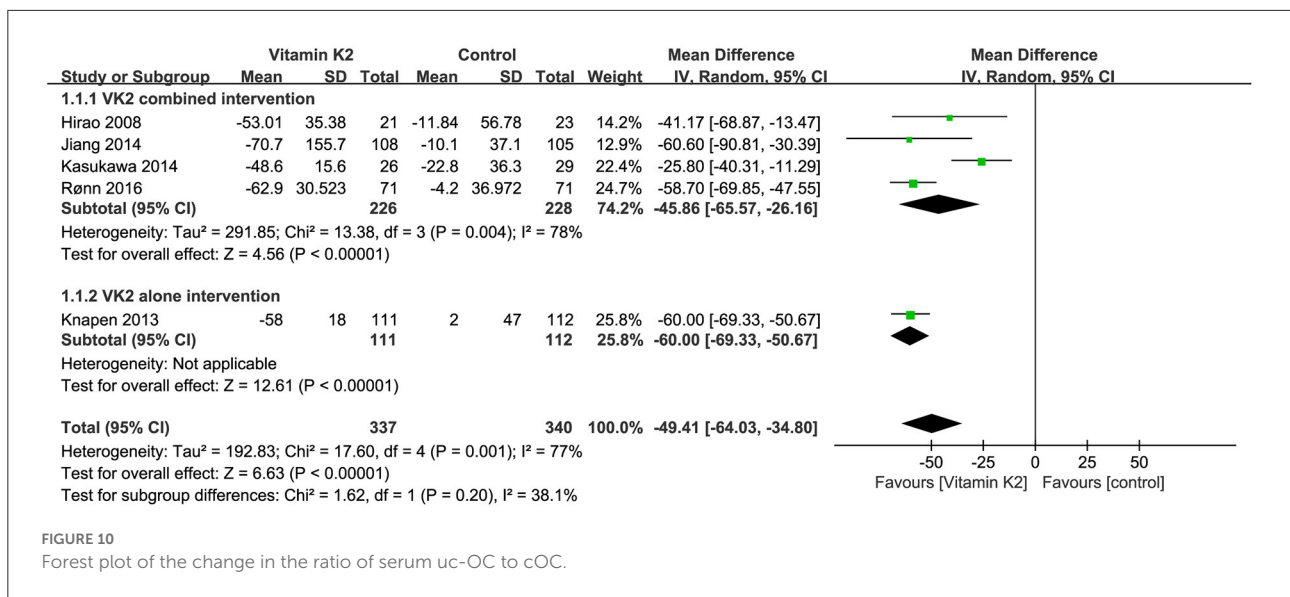 Vitamin K2 Control Mean Difference Mean Difference
Study or Subgroup Mean SD Total Mean SD Total Weight IV, Random, 95% CI IV, Random, 95% CI
1.1.1 VK2 combined intervention
Hirao 2008 -53.01 35.38 21 -11.84 56.78 23 14.2% -41.17 [-68.87, -13.47]
Jiang 2014 -70.7 155.7 108 -10.1 37.1 105 12.9% -60.60 [-90.81, -30.39]
Kasukawa 2014 -48.6 15.6 26 -22.8 36.3 29 22.4% -25.80 [-40.31, -11.29]
Rønn 2016 -62.9 30.523 71 -4.2 36.972 71 24.7% -58.70 [-69.85, -47.55]
Subtotal (95% CI) 226 228 74.2% -45.86 [-65.57, -26.16]
Heterogeneity: Tau² = 291.85; Chi² = 13.38, df = 3 (P = 0.004); I² = 78%
Test for overall effect: Z = 4.56 (P < 0.00001)
1.1.2 VK2 alone intervention
Knapen 2013 -58 18 111 2 47 112 25.8% -60.00 [-69.33, -50.67]
Subtotal (95% CI) 111 112 25.8% -60.00 [-69.33, -50.67]
Heterogeneity: Not applicable
Test for overall effect: Z = 12.61 (P < 0.00001)
Total (95% CI) 337 340 100.0% -49.41 [-64.03, -34.80]
Heterogeneity: Tau² = 192.83; Chi² = 17.60, df = 4 (P = 0.001); I² = 77%
Test for overall effect: Z = 6.63 (P < 0.00001)
Test for subgroup differences: Chi² = 1.62, df = 1 (P = 0.20), I² = 38.1%
-50 -25 0 25 50
Favours [Vitamin K2] Favours [control]
FIGURE 10
Forest plot of the change in the ratio of serum uc-OC to cOC.